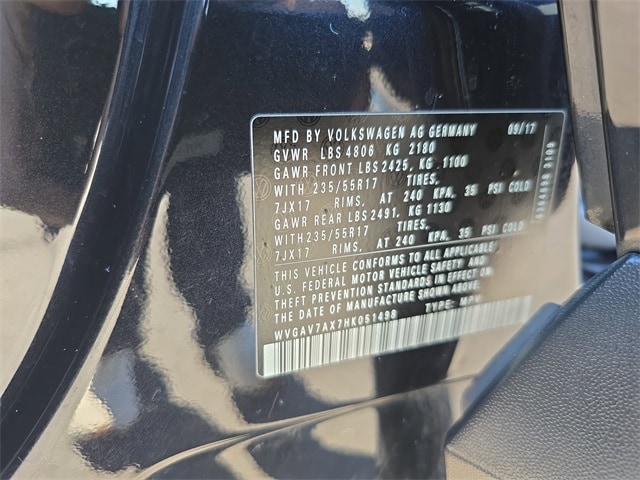 MFD BY VOLKSWAGEN AG GERMANY 09/17
GVWR LBS 4806 KG 2180
GAWR FRONT LBS 2425, KG 1100
WITH 235/55R17 TIRES,
7JX17 RIMS, AT 240 KPA, 35 PSI COLD
GAWR REAR LBS 2491, KG 1130
WITH 235/55R17 TIRES,
7JX17 RIMS, AT 240 KPA, 35 PSI COLD
THIS VEHICLE CONFORMS TO ALL APPLICABLE
U.S. FEDERAL MOTOR VEHICLE SAFETY AND
THEFT PREVENTION STANDARDS IN EFFECT ON
THE DATE OF MANUFACTURE SHOWN ABOVE.
WVGAV7AX7HK051498 TYPE: MPV